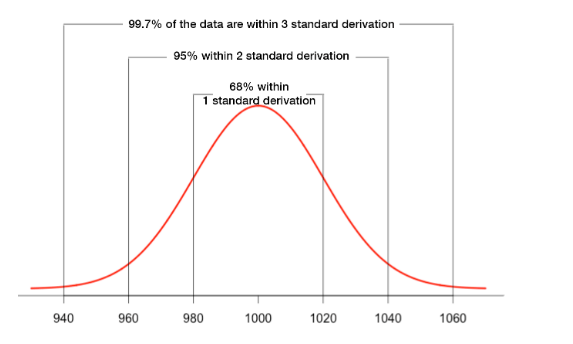 99.7% of the data are within 3 standard derivation
95% within 2 standard derivation
68% within
1 standard derivation
940 960 980 1000 1020 1040 1060